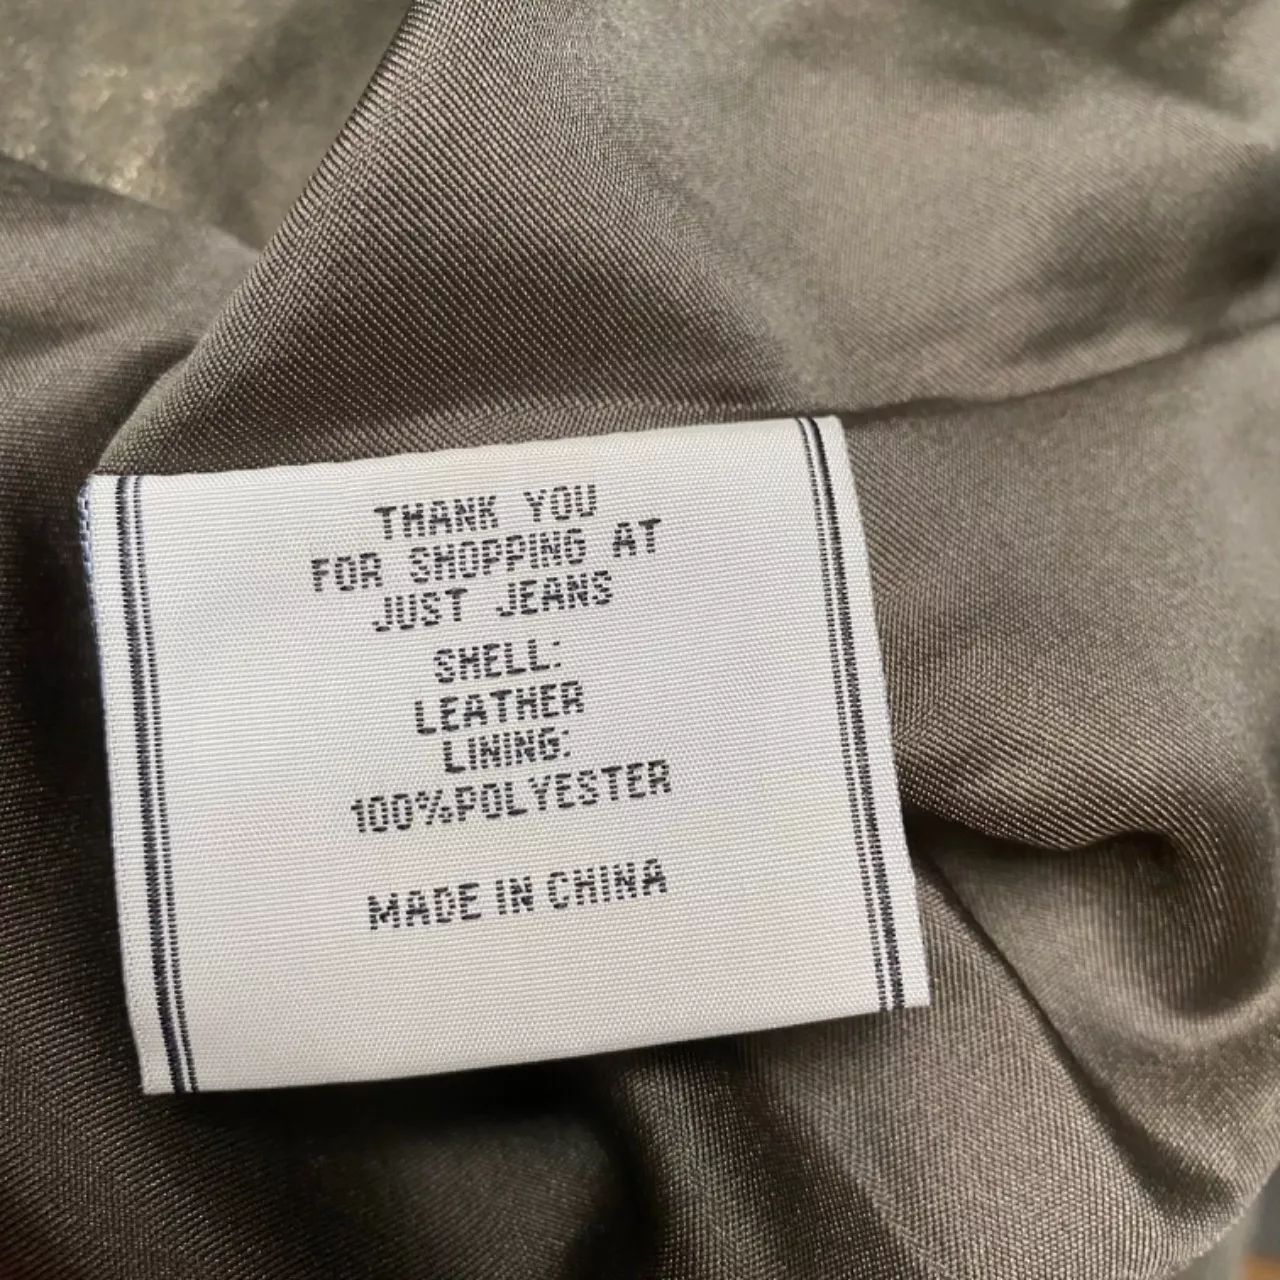 THANK YOU
FOR SHOPPING AT
JUST JEANS
SHELL:
LEATHER
LINING:
100%POLYESTER
MADE IN CHINA